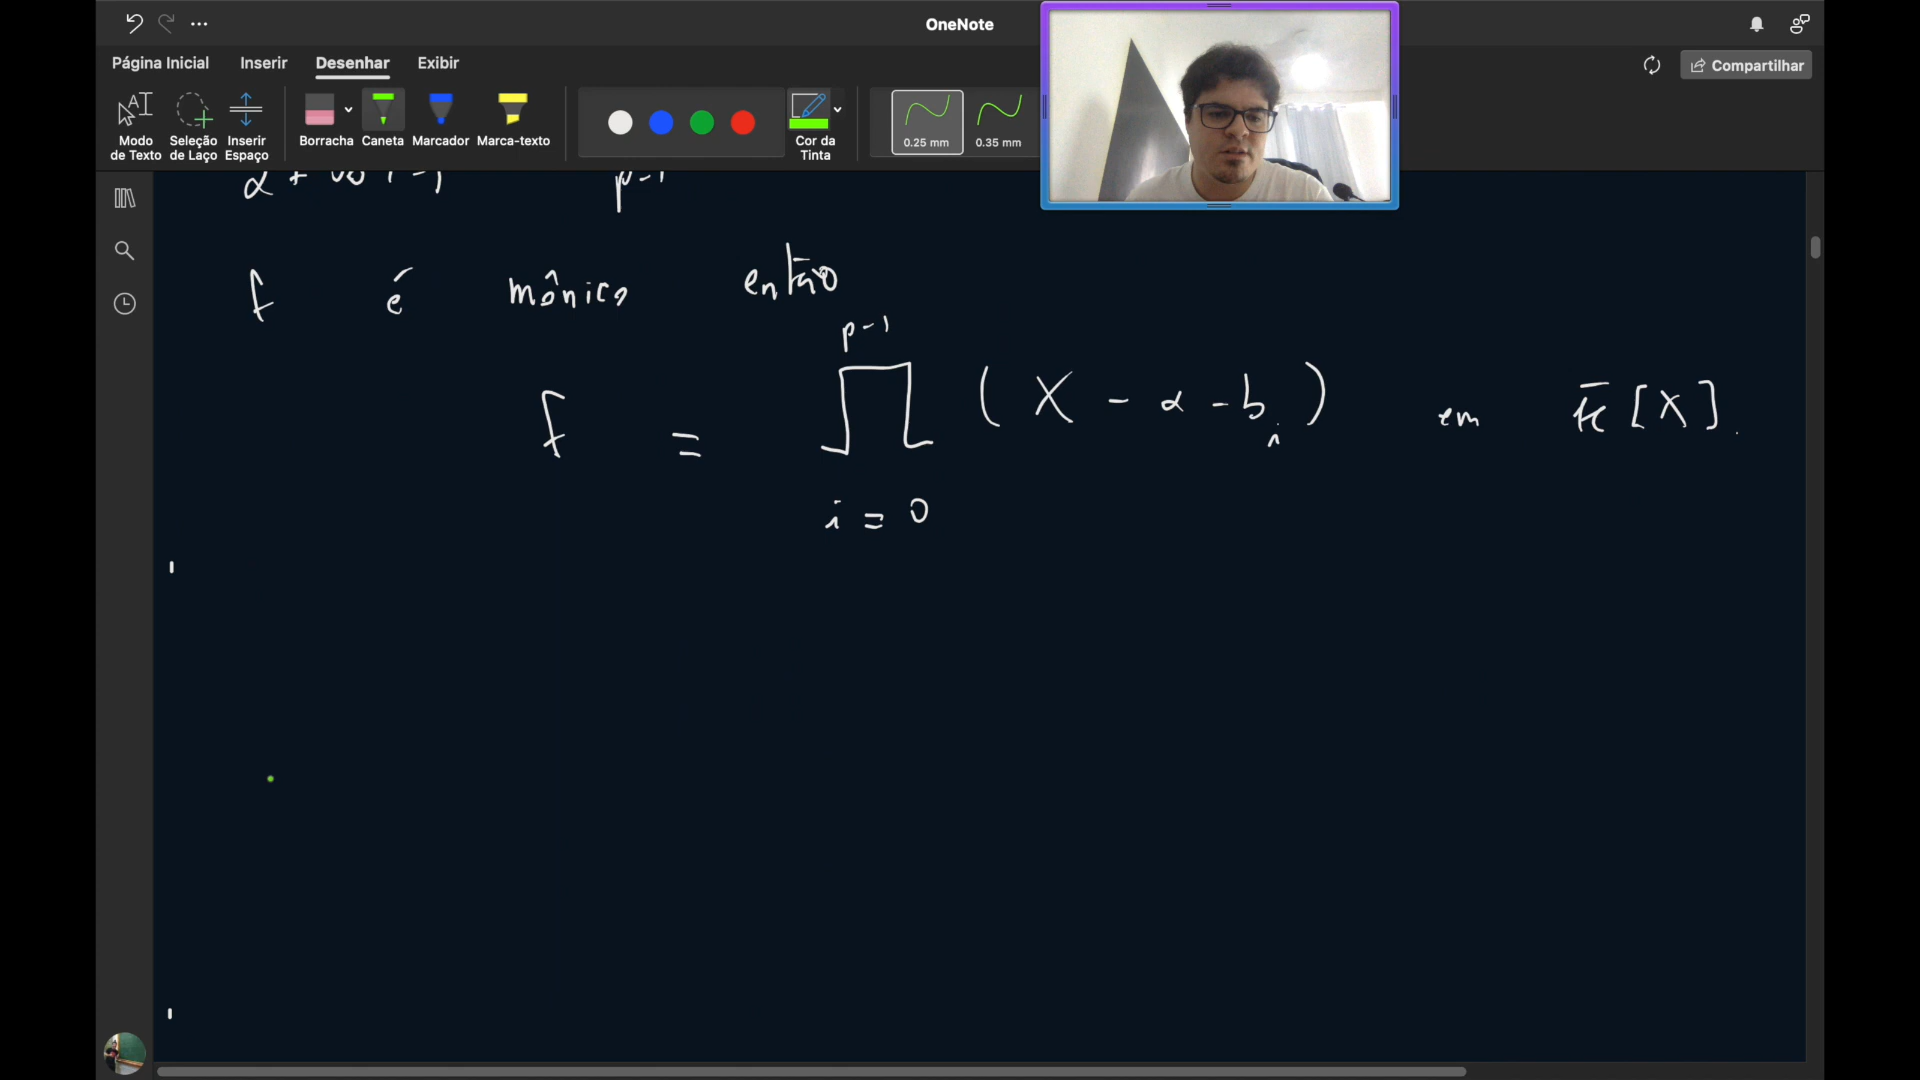 OneNote
Página Inicial Inserir Desenhar Exibir
Compartilhar
Modo de Texto Seleção de Laço Inserir Espaço Borracha Caneta Marcador Marca-texto Cor da Tinta 0.25 mm 0.35 mm
p-1
f é mônico então
p-1
f = ∏ (X - α - b_i) em k̄[X].
i = 0